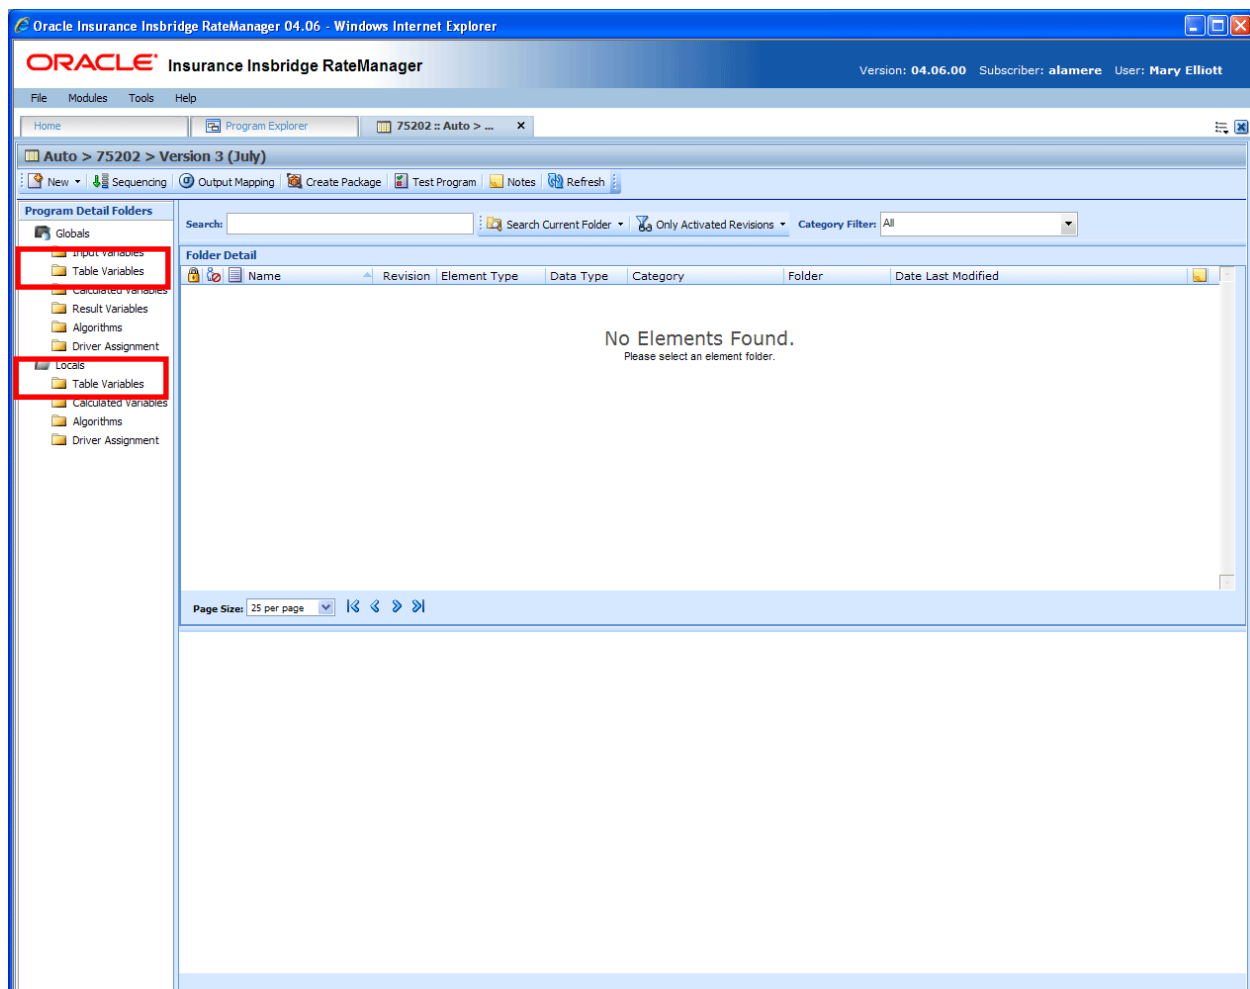 Oracle Insurance Insbridge RateManager 04.06 - Windows Internet Explorer
ORACLE Insurance Insbridge RateManager
Version: 04.06.00 Subscriber: alamere User: Mary Elliott
File Modules Tools Help
Home Program Explorer 75202 :: Auto > ... X
Auto > 75202 > Version 3 (July)
New Sequencing Output Mapping Create Package Test Program Notes Refresh
Program Detail Folders
Globals
Input Variables
Table Variables
Calculated Variables
Result Variables
Algorithms
Driver Assignment
Locals
Table Variables
Calculated Variables
Algorithms
Driver Assignment
Search: Search Current Folder Only Activated Revisions Category Filter: All
Folder Detail
Name Revision Element Type Data Type Category Folder Date Last Modified
No Elements Found.
Please select an element folder.
Page Size: 25 per page